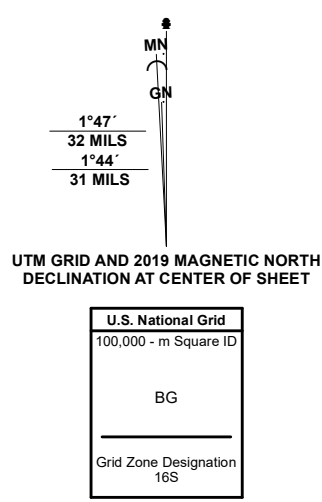 MN
GN
1°47´
32 MILS
1°44´
31 MILS
UTM GRID AND 2019 MAGNETIC NORTH
DECLINATION AT CENTER OF SHEET
U.S. National Grid
100,000 - m Square ID
BG
Grid Zone Designation
16S